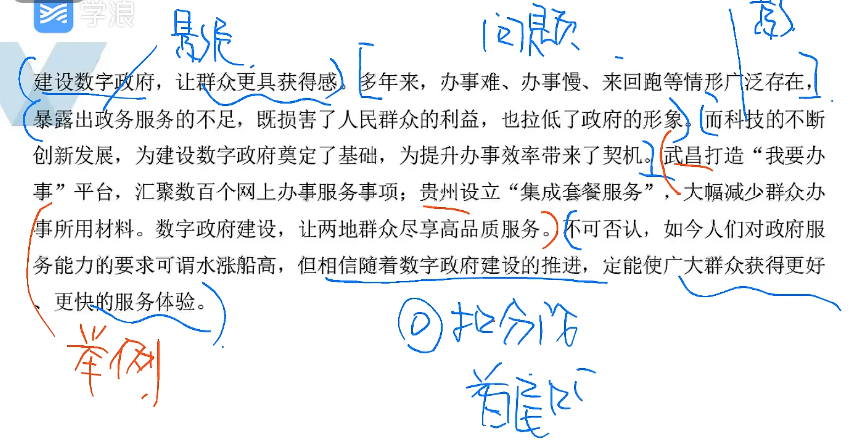 学浪
问题
建设数字政府，让群众更具获得感。多年来，办事难、办事慢、来回跑等情形广泛存在，
暴露出政务服务的不足，既损害了人民群众的利益，也拉低了政府的形象。而科技的不断
创新发展，为建设数字政府奠定了基础，为提升办事效率带来了契机。武昌打造“我要办
事”平台，汇聚数百个网上办事服务事项；贵州设立“集成套餐服务”，大幅减少群众办
事所用材料。数字政府建设，让两地群众尽享高品质服务。不可否认，如今人们对政府服
务能力的要求可谓水涨船高，但相信随着数字政府建设的推进，定能使广大群众获得更好
、更快的服务体验。
举例